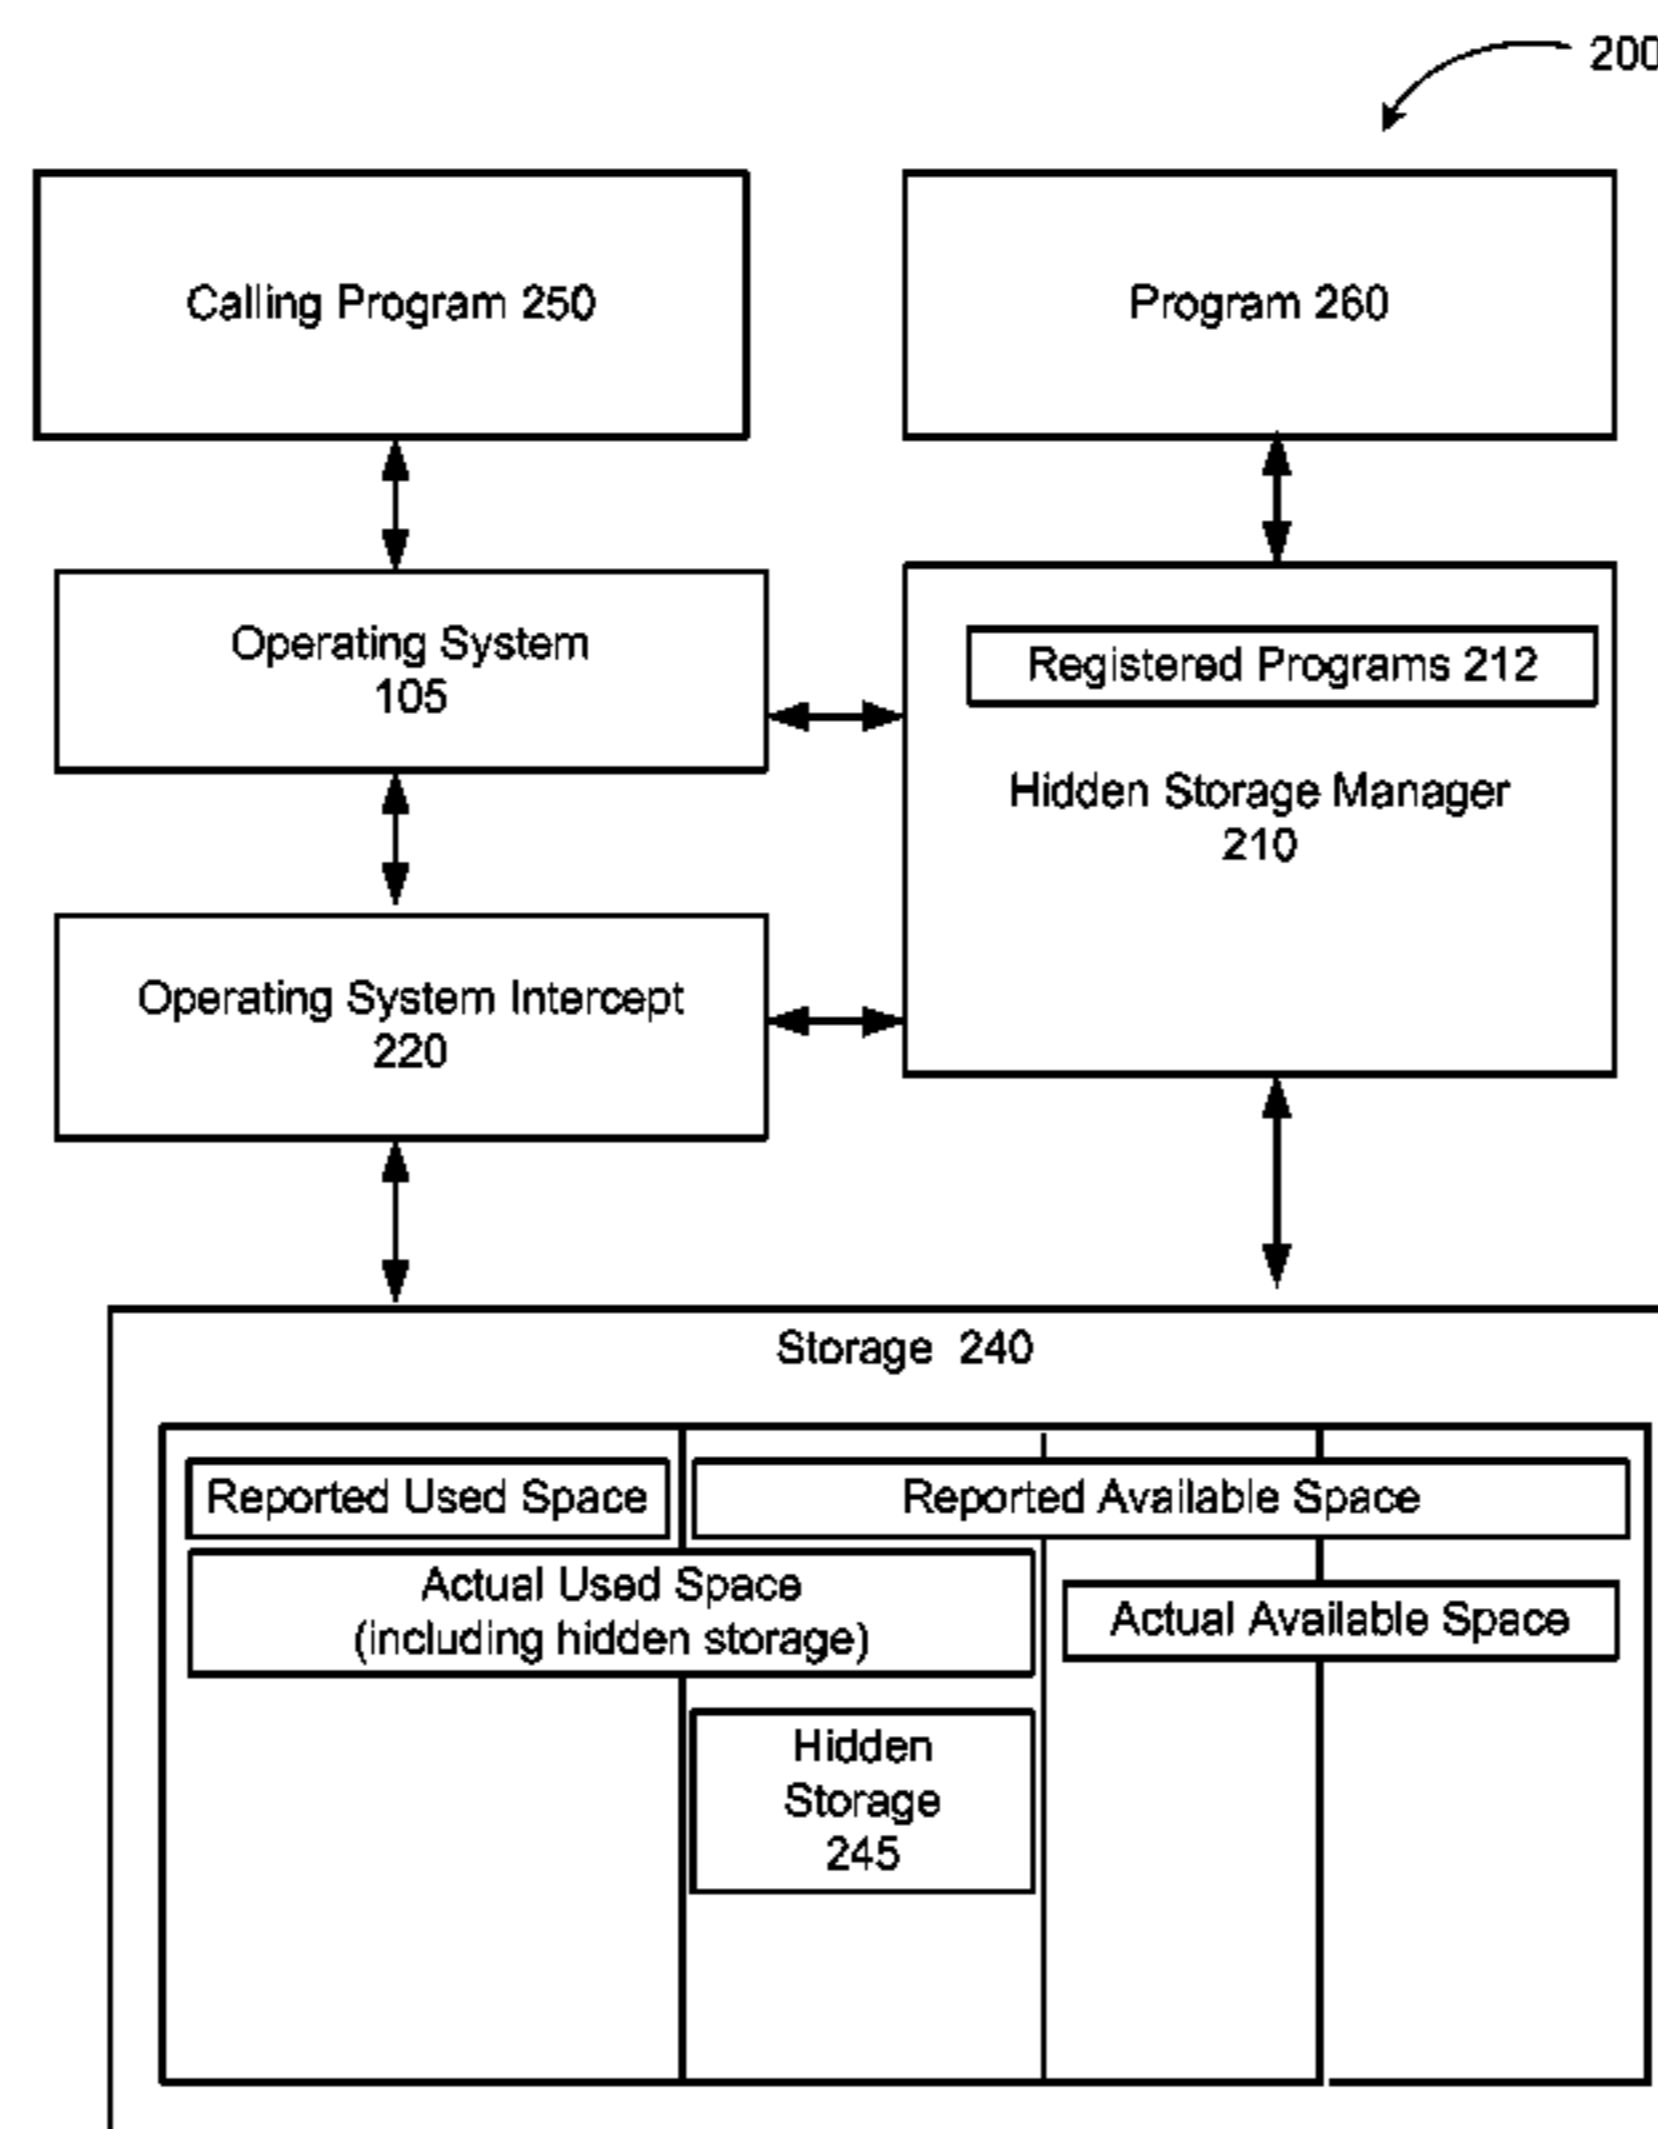 200
Calling Program 250
Program 260
Operating System
105
Registered Programs 212
Hidden Storage Manager
210
Operating System Intercept
220
Storage 240
Reported Used Space
Reported Available Space
Actual Used Space
(including hidden storage)
Actual Available Space
Hidden
Storage
245